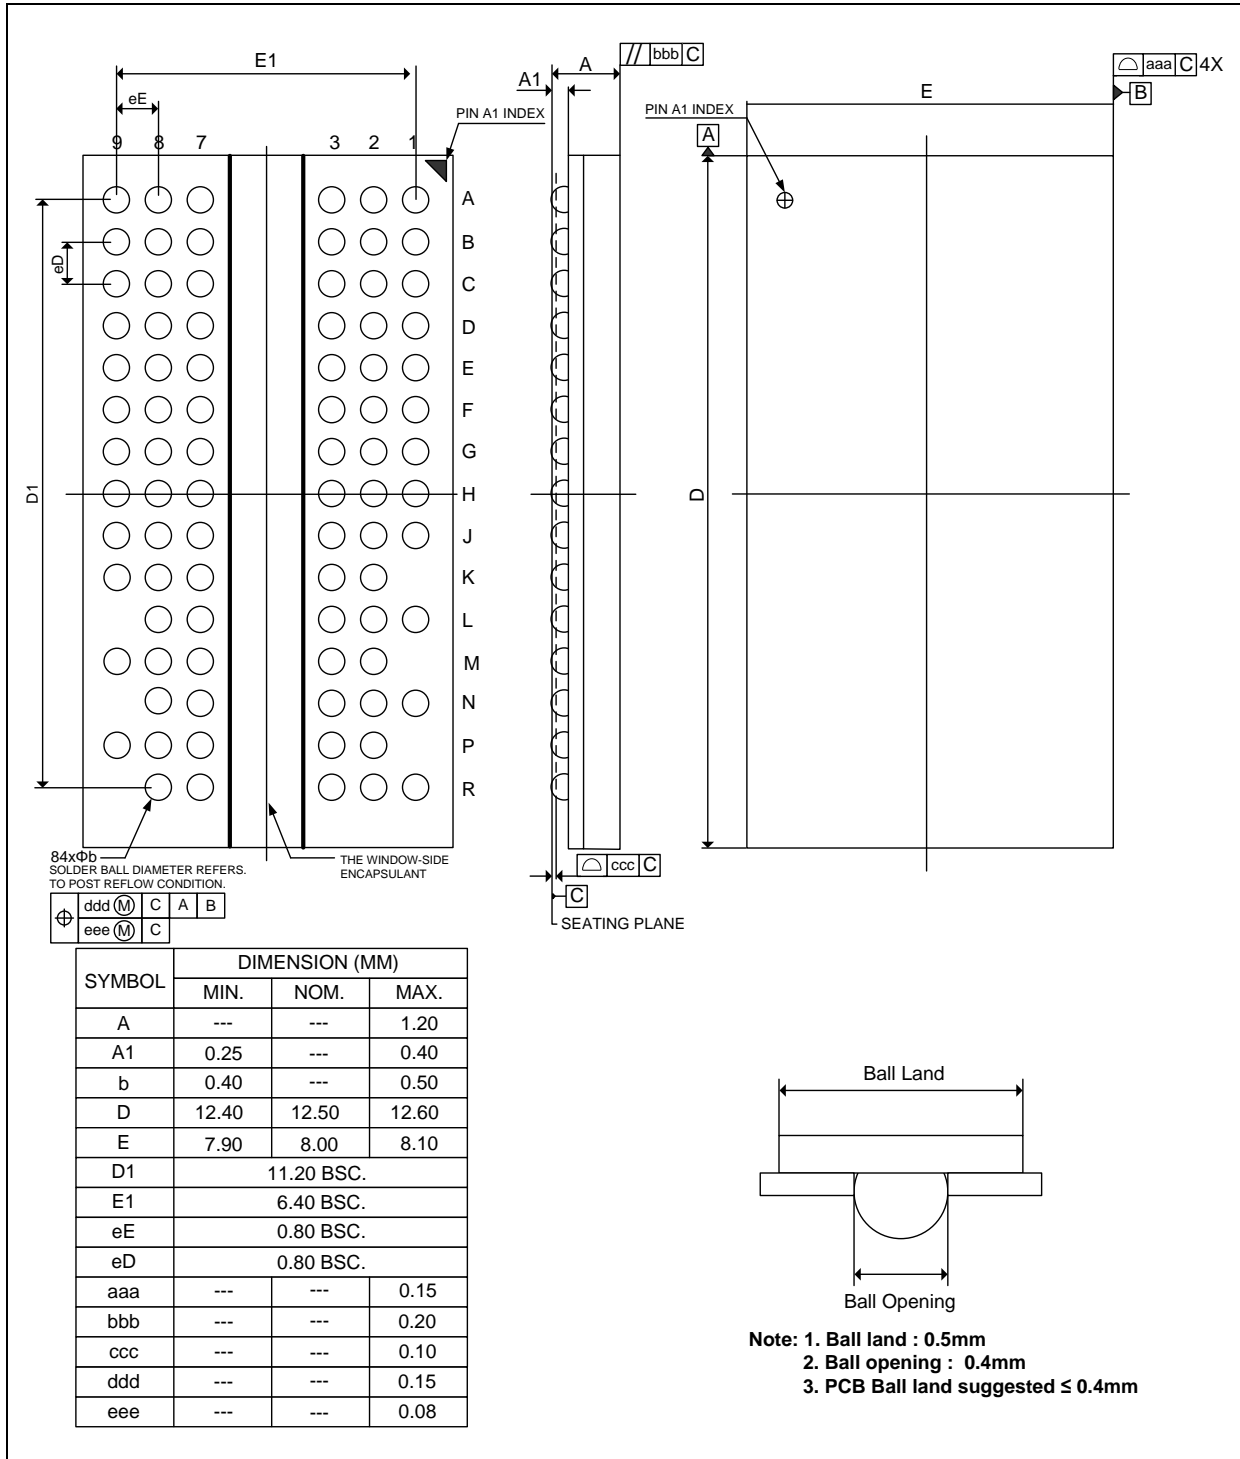 E1
eE
9 8 7 3 2 1
PIN A1 INDEX
A
B
C
D
E
F
G
H
J
K
L
M
N
P
R
eD
D1
84xΦb
SOLDER BALL DIAMETER REFERS.
TO POST REFLOW CONDITION.
ddd Ⓜ C A B
eee Ⓜ C
THE WINDOW-SIDE
ENCAPSULANT
// bbb C
A
A1
ccc C
C
SEATING PLANE
aaa C 4X
B
E
PIN A1 INDEX
A
D
SYMBOL DIMENSION (MM)
MIN. NOM. MAX.
A --- --- 1.20
A1 0.25 --- 0.40
b 0.40 --- 0.50
D 12.40 12.50 12.60
E 7.90 8.00 8.10
D1 11.20 BSC.
E1 6.40 BSC.
eE 0.80 BSC.
eD 0.80 BSC.
aaa --- --- 0.15
bbb --- --- 0.20
ccc --- --- 0.10
ddd --- --- 0.15
eee --- --- 0.08
Ball Land
Ball Opening
Note: 1. Ball land : 0.5mm
2. Ball opening : 0.4mm
3. PCB Ball land suggested ≤ 0.4mm